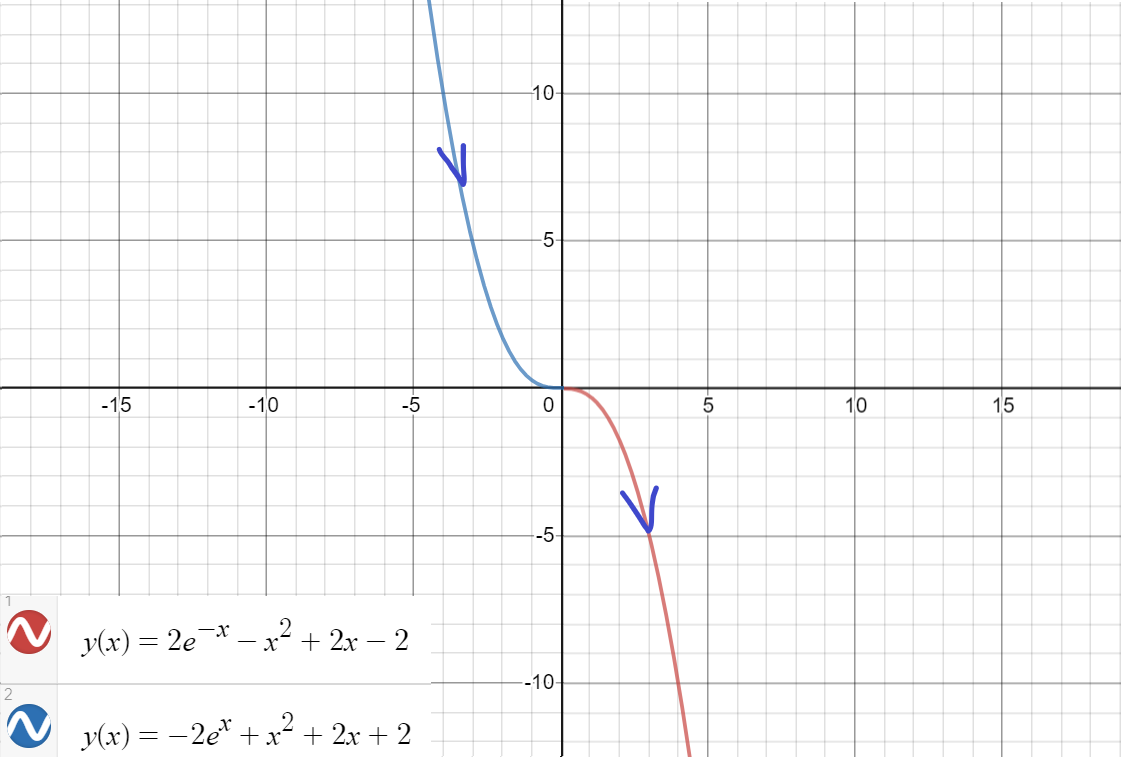 10
5
-15 -10 -5 0 5 10 15
-5
-10
1
y(x) = 2e^{-x} - x^2 + 2x - 2
2
y(x) = -2e^x + x^2 + 2x + 2